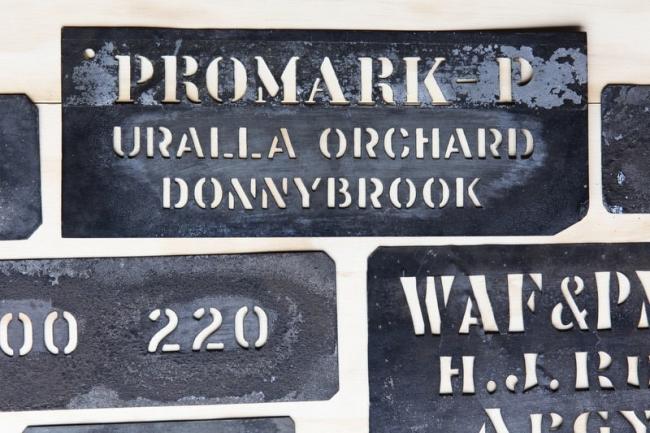 PROMARK-P
URALLA ORCHARD
DONNYBROOK
00 220
WAF&P
H.J.R